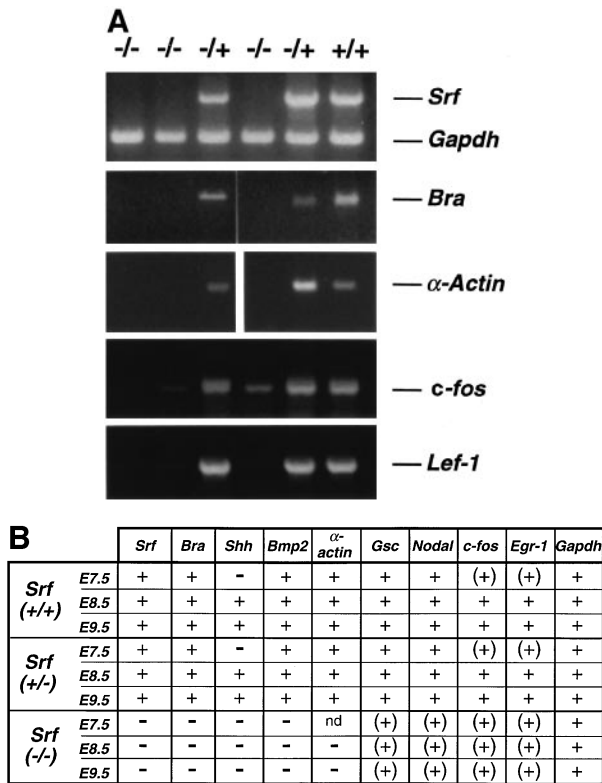 A
-/- -/- -/+ -/- -/+ +/+
Srf
Gapdh
Bra
α-Actin
c-fos
Lef-1
B
Srf Bra Shh Bmp2 α-actin Gsc Nodal c-fos Egr-1 Gapdh
Srf (+/+)
E7.5 + + - + + + + (+) (+) +
E8.5 + + + + + + + + + +
E9.5 + + + + + + + + + +
Srf (+/-)
E7.5 + + - + + + + (+) (+) +
E8.5 + + + + + + + + + +
E9.5 + + + + + + + + + +
Srf (-/-)
E7.5 - - - - nd (+) (+) (+) (+) +
E8.5 - - - - - (+) (+) (+) (+) +
E9.5 - - - - - (+) (+) (+) (+) +